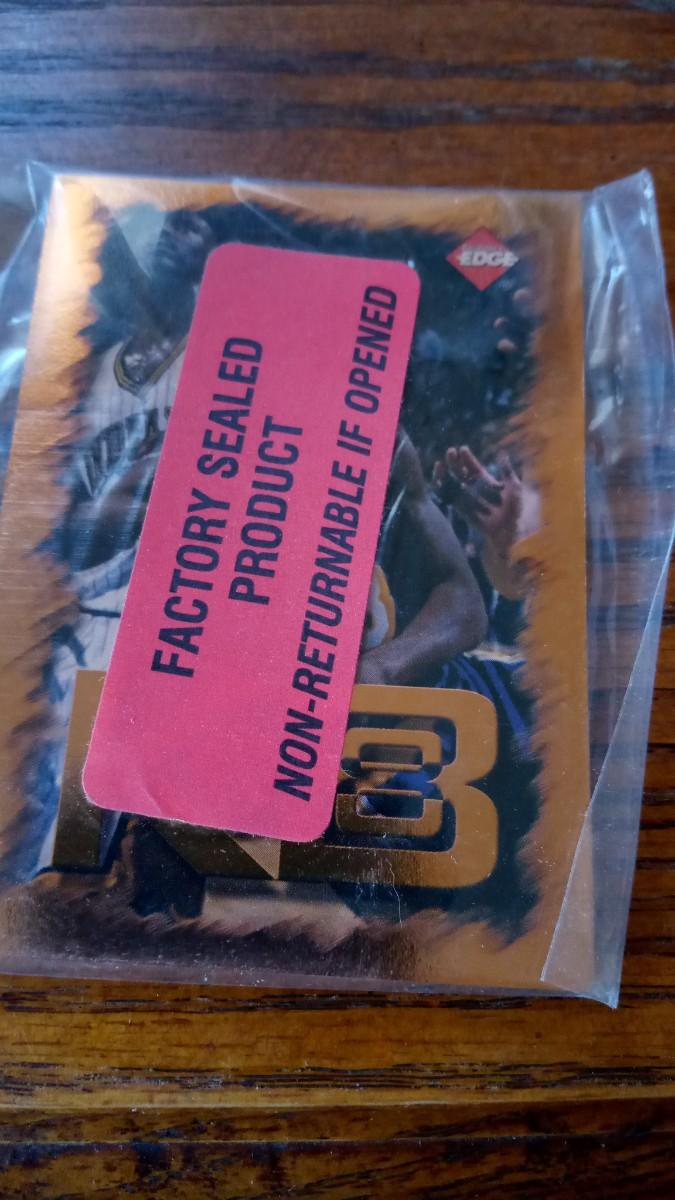 EDGE
FACTORY SEALED
PRODUCT
NON-RETURNABLE IF OPENED